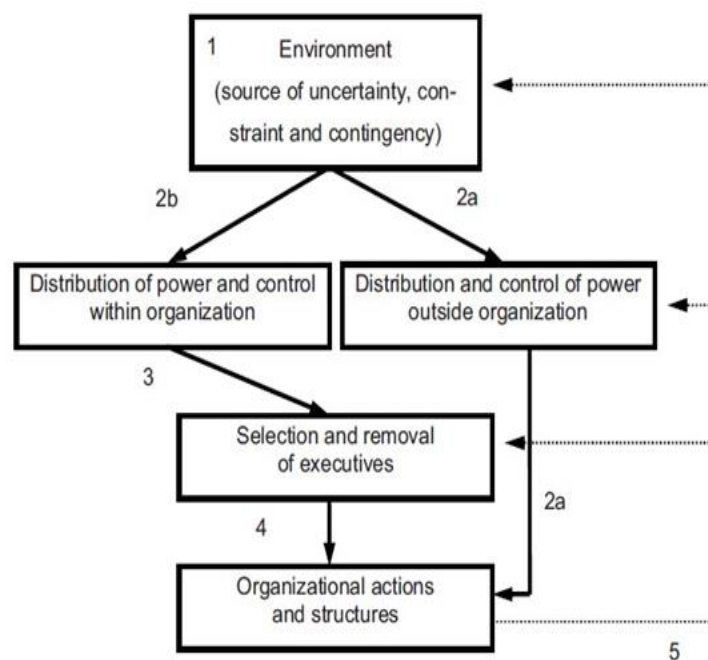 1
Environment
(source of uncertainty, con-
straint and contingency)
2b
2a
Distribution of power and control
within organization
Distribution and control of power
outside organization
3
Selection and removal
of executives
2a
4
Organizational actions
and structures
5